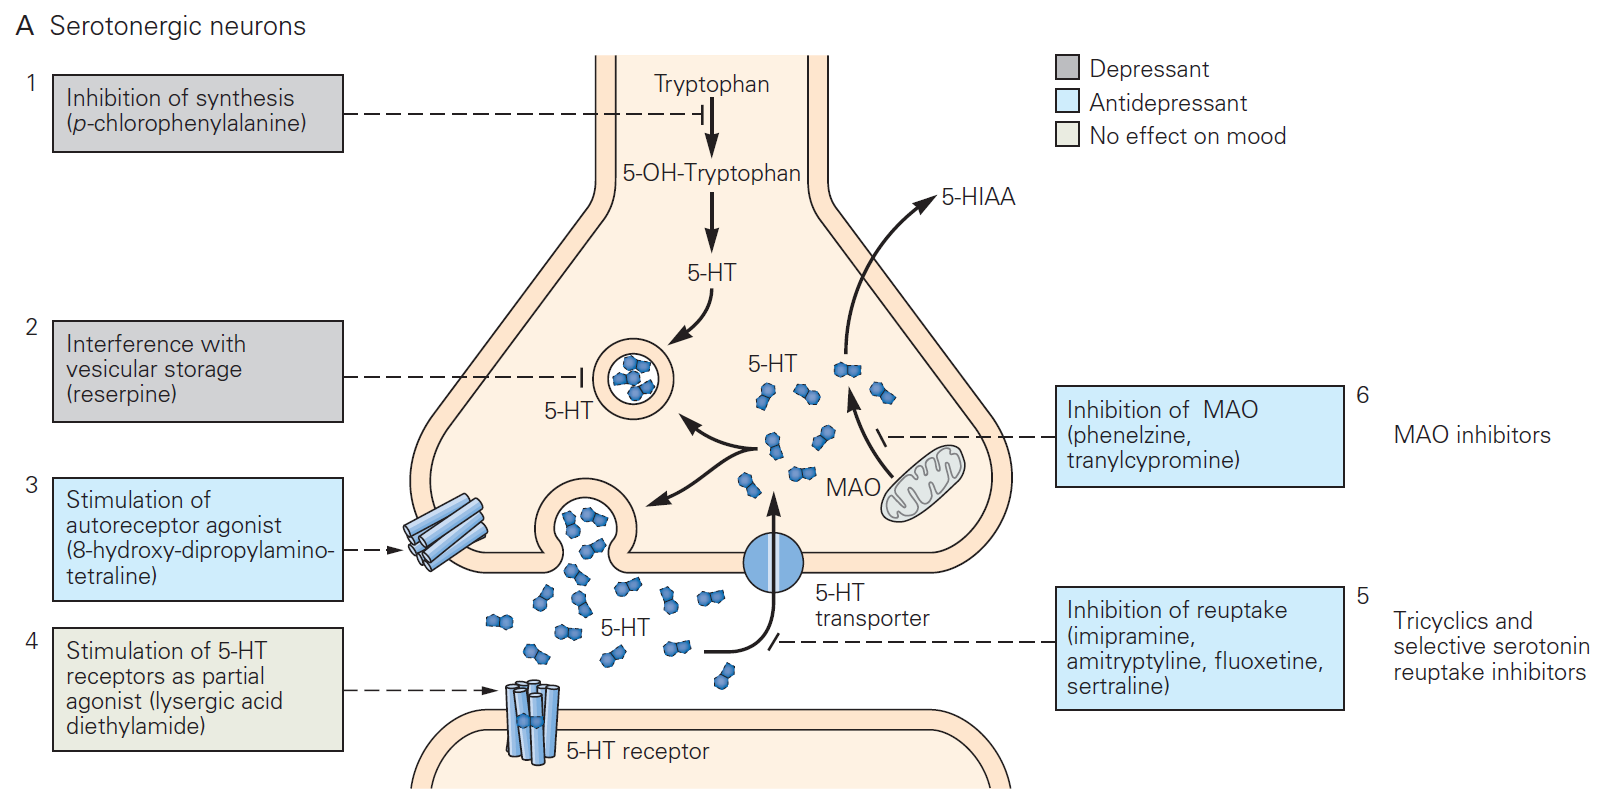 A Serotonergic neurons
1
Inhibition of synthesis
(p-chlorophenylalanine)
2
Interference with
vesicular storage
(reserpine)
3
Stimulation of
autoreceptor agonist
(8-hydroxy-dipropylamino-
tetraline)
4
Stimulation of 5-HT
receptors as partial
agonist (lysergic acid
diethylamide)
Tryptophan
5-OH-Tryptophan
5-HT
5-HT
5-HT
5-HIAA
MAO
5-HT
transporter
5-HT
5-HT receptor
Depressant
Antidepressant
No effect on mood
6
Inhibition of MAO
(phenelzine,
tranylcypromine)
MAO inhibitors
5
Inhibition of reuptake
(imipramine,
amitryptyline, fluoxetine,
sertraline)
Tricyclics and
selective serotonin
reuptake inhibitors